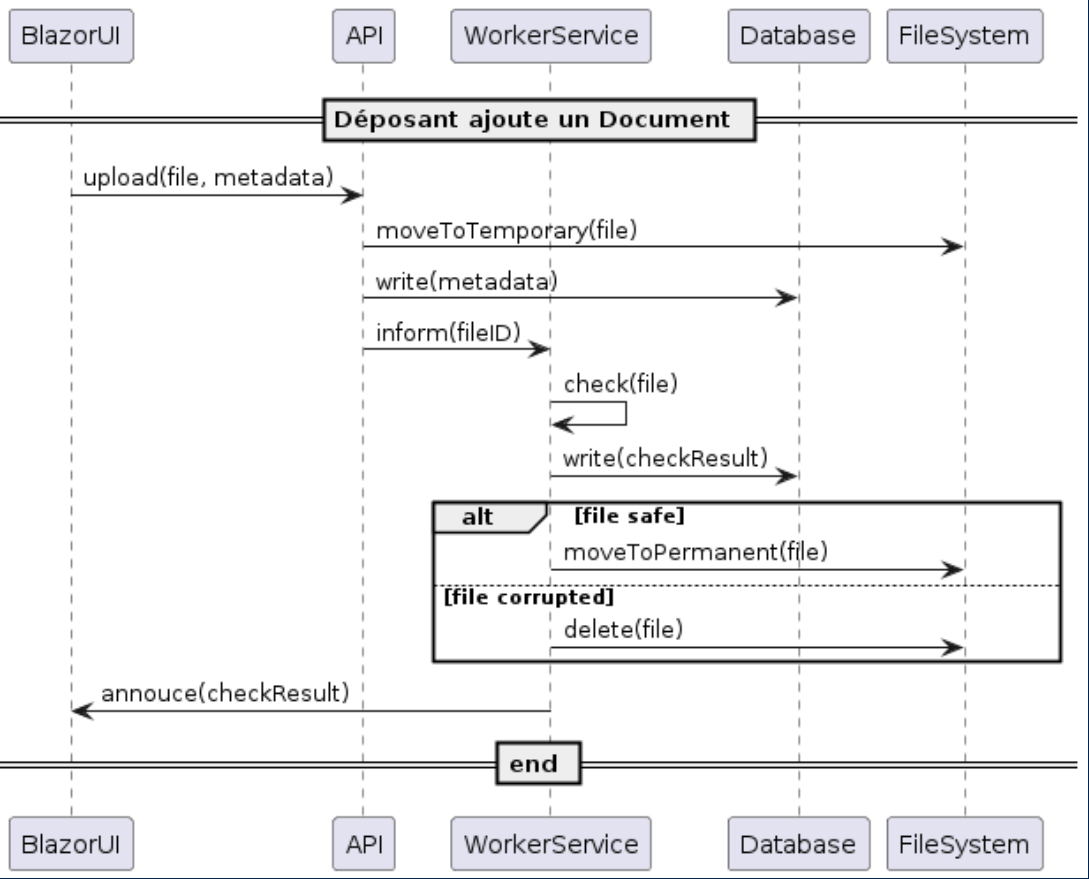 BlazorUI
API
WorkerService
Database
FileSystem
Déposant ajoute un Document
upload(file, metadata)
moveToTemporary(file)
write(metadata)
inform(fileID)
check(file)
write(checkResult)
alt
[file safe]
moveToPermanent(file)
[file corrupted]
delete(file)
annouce(checkResult)
end
BlazorUI
API
WorkerService
Database
FileSystem